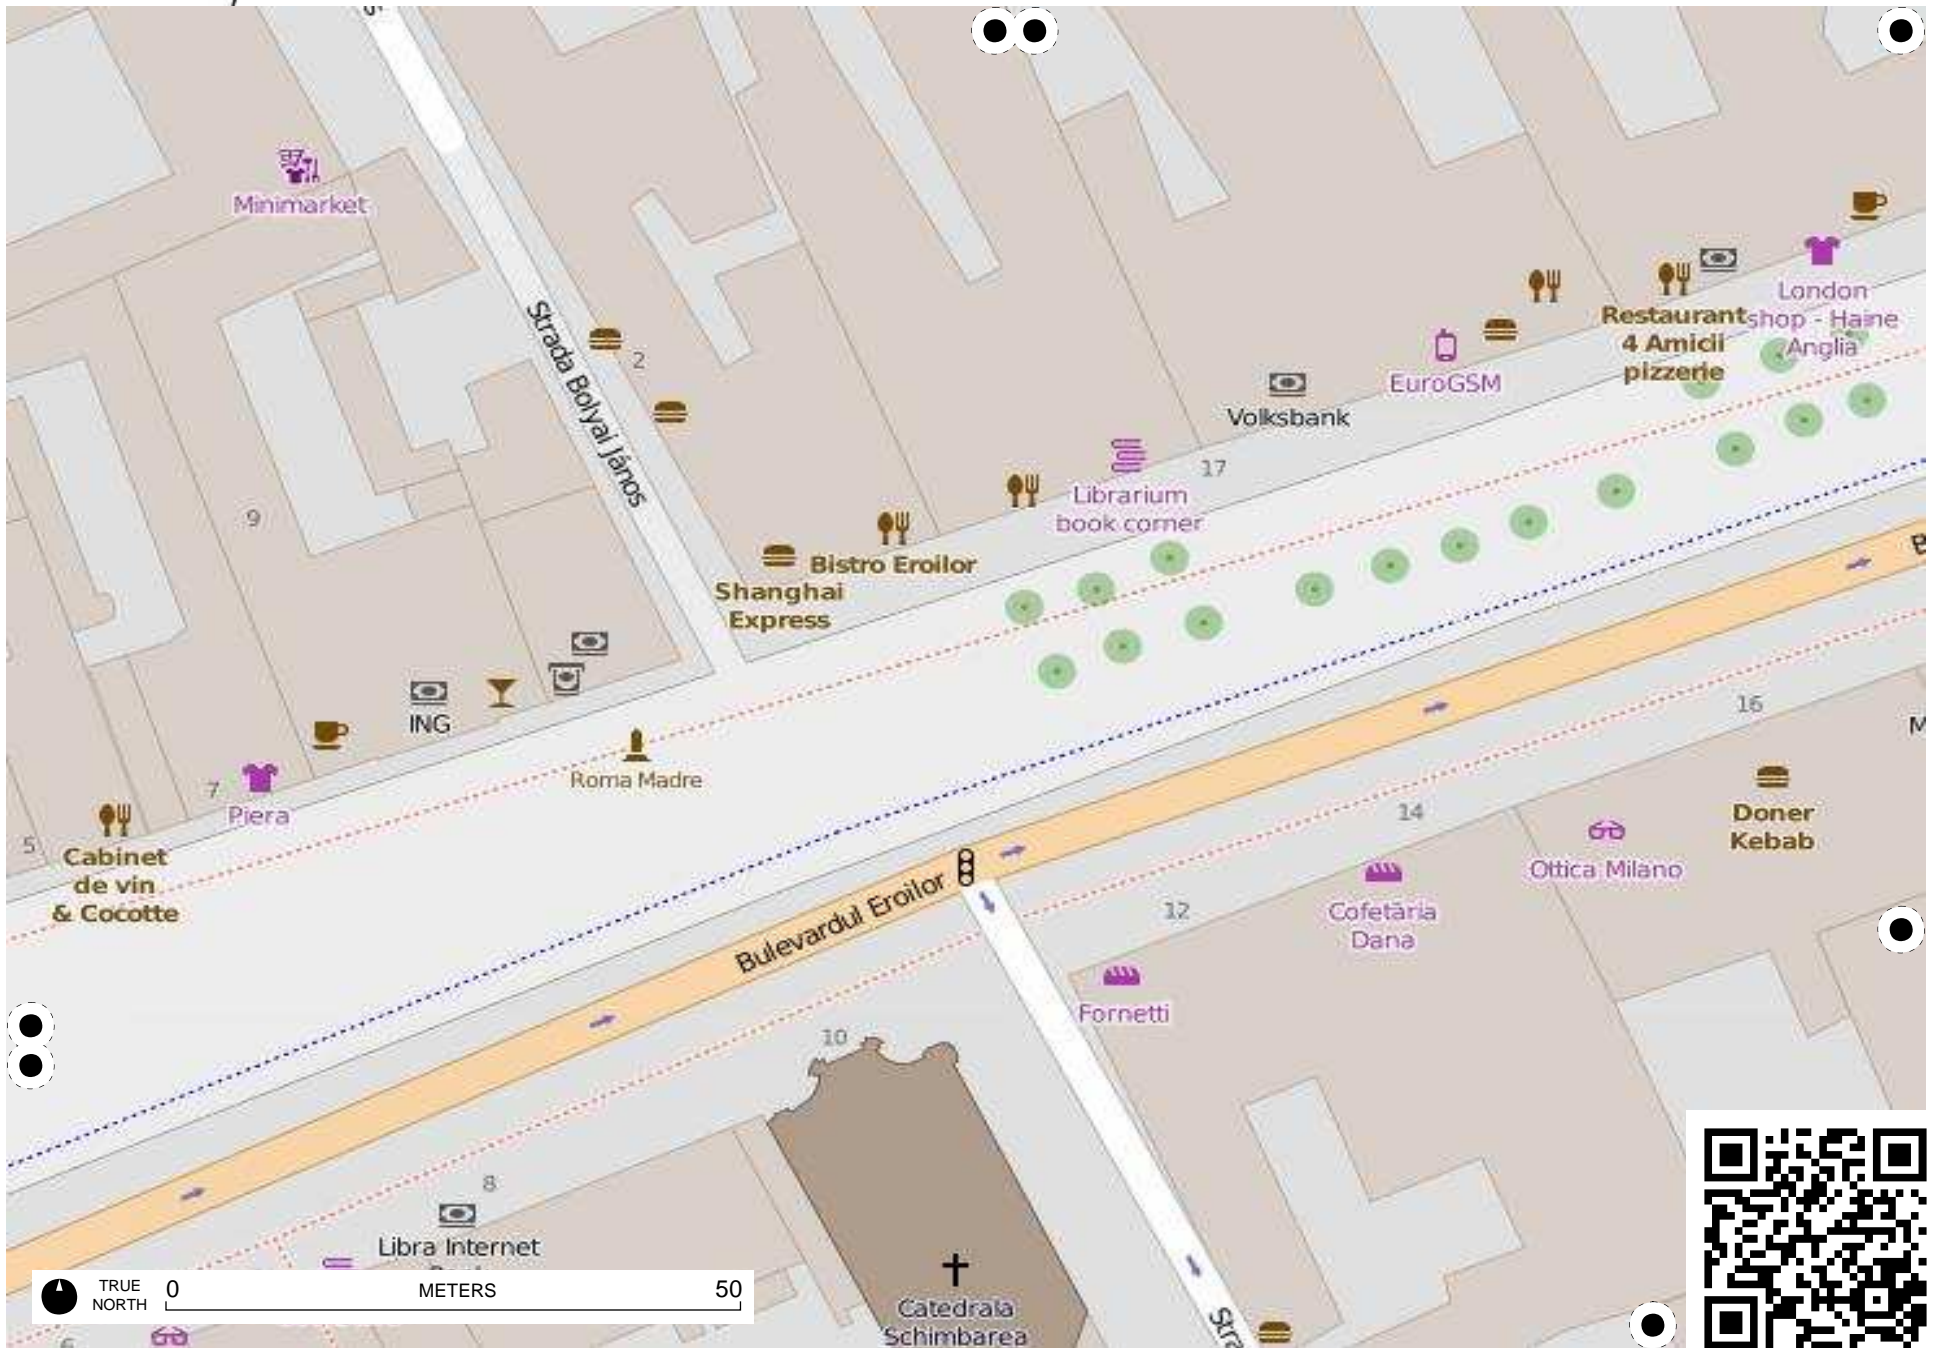 Minimarket
Strada Bolyai János
2
9
London
shop - Haine
Anglia
Restaurant
4 Amicii
pizzerie
EuroGSM
Volksbank
17
Librarium
book corner
Bistro Eroilor
Shanghai
Express
ING
Roma Madre
7
Piera
5
Cabinet
de vin
& Cocotte
Bulevardul Eroilor
16
14
12
10
8
Doner
Kebab
Ottica Milano
Cofetăria
Dana
Fornetti
Libra Internet
Catedrala
Schimbarea
Stra
TRUE
NORTH
0
METERS
50